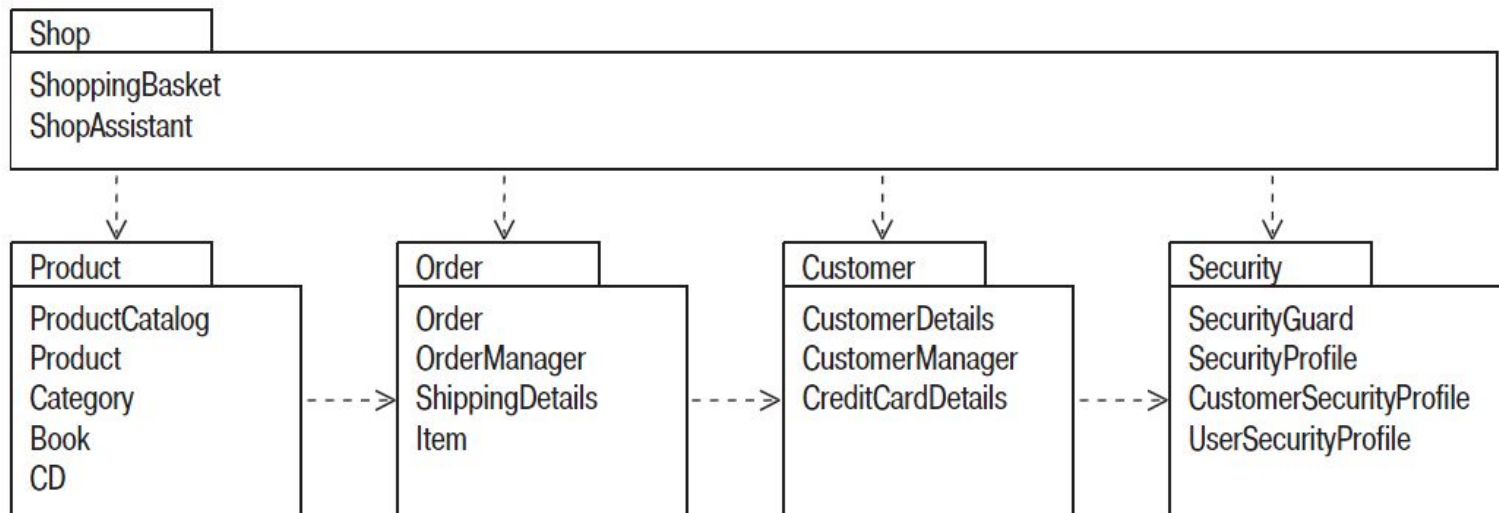 Shop
ShoppingBasket
ShopAssistant
Product
ProductCatalog
Product
Category
Book
CD
Order
Order
OrderManager
ShippingDetails
Item
Customer
CustomerDetails
CustomerManager
CreditCardDetails
Security
SecurityGuard
SecurityProfile
CustomerSecurityProfile
UserSecurityProfile